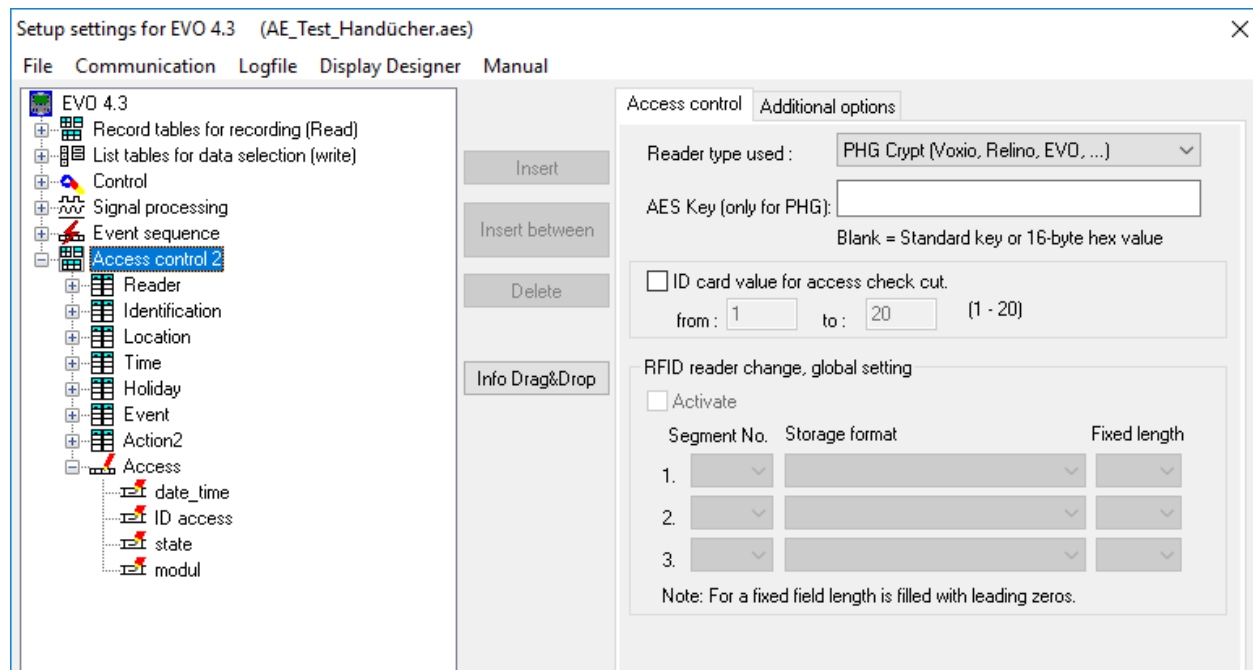 Setup settings for EVO 4.3 (AE_Test_Handücher.aes)
File Communication Logfile Display Designer Manual
EVO 4.3
Record tables for recording (Read)
List tables for data selection (write)
Control
Signal processing
Event sequence
Access control 2
Reader
Identification
Location
Time
Holiday
Event
Action2
Access
date_time
ID access
state
modul
Insert
Insert between
Delete
Info Drag&Drop
Access control Additional options
Reader type used : PHG Crypt (Voxio, Relino, EVO, ...)
AES Key (only for PHG):
Blank = Standard key or 16-byte hex value
ID card value for access check cut.
from : 1 to : 20 (1 - 20)
RFID reader change, global setting
Activate
Segment No. Storage format Fixed length
1.
2.
3.
Note: For a fixed field length is filled with leading zeros.